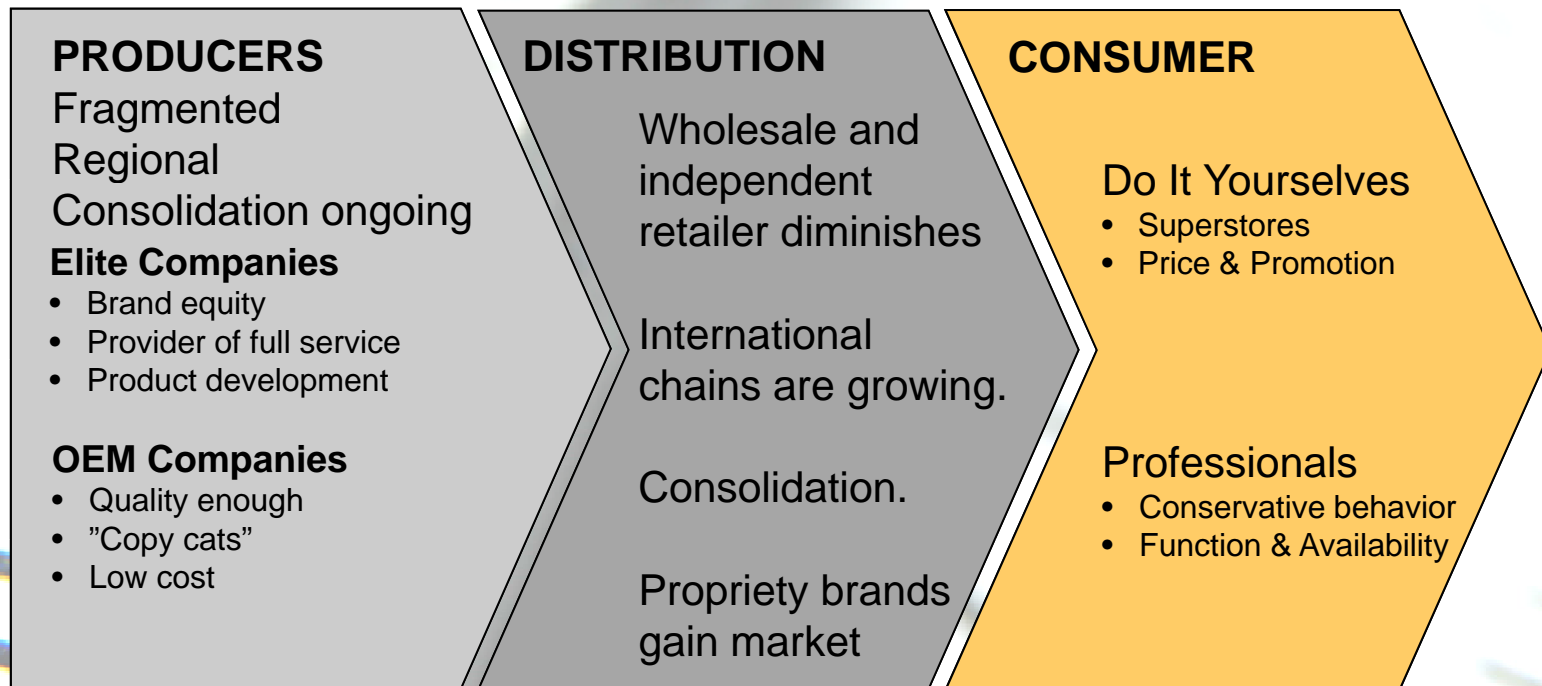 PRODUCERS
Fragmented
Regional
Consolidation ongoing
Elite Companies
• Brand equity
• Provider of full service
• Product development
OEM Companies
• Quality enough
• ”Copy cats”
• Low cost
DISTRIBUTION
Wholesale and
independent
retailer diminishes
International
chains are growing.
Consolidation.
Propriety brands
gain market
CONSUMER
Do It Yourselves
• Superstores
• Price & Promotion
Professionals
• Conservative behavior
• Function & Availability